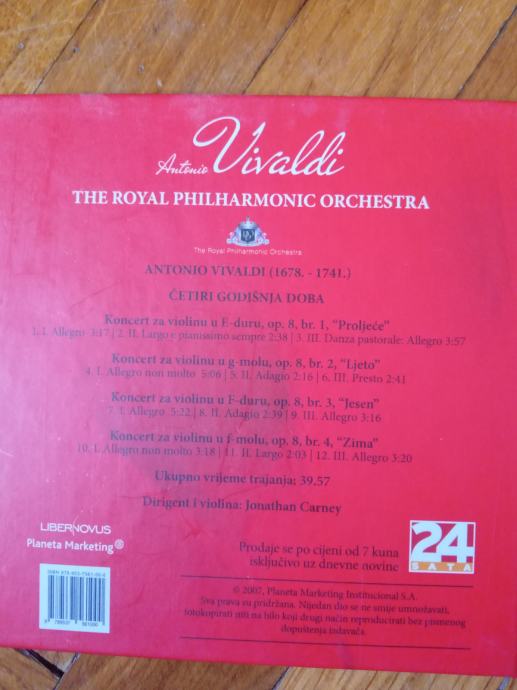 Antonio Vivaldi
THE ROYAL PHILHARMONIC ORCHESTRA
The Royal Philharmonic Orchestra
ANTONIO VIVALDI (1678. - 1741.)
ČETIRI GODIŠNJA DOBA
Koncert za violinu u E-duru, op. 8, br. 1, “Proljeće”
1. I. Allegro 3:17 | 2. II. Largo e pianissimo sempre 2:38 | 3. III. Danza pastorale: Allegro 3:57
Koncert za violinu u g-molu, op. 8, br. 2, “Ljeto”
4. I. Allegro non molto 5:06 | 5. II. Adagio 2:16 | 6. III. Presto 2:41
Koncert za violinu u F-duru, op. 8, br. 3, “Jesen”
7. I. Allegro 5:22 | 8. II. Adagio 2:39 | 9. III. Allegro 3:16
Koncert za violinu u f-molu, op. 8, br. 4, “Zima”
10. I. Allegro non molto 3:18 | 11. II. Largo 2:03 | 12. III. Allegro 3:20
Ukupno vrijeme trajanja: 39,57
Dirigent i violina: Jonathan Carney
LIBERNOVUS
Planeta Marketing®
24
SATA
Prodaje se po cijeni od 7 kuna
isključivo uz dnevne novine
© 2007, Planeta Marketing Institucional S.A.
Sva prava su pridržana. Nijedan dio se ne smije umnožavati,
fotokopirati niti na bilo koji drugi način reproducirati bez pismenog
dopuštenja izdavača.